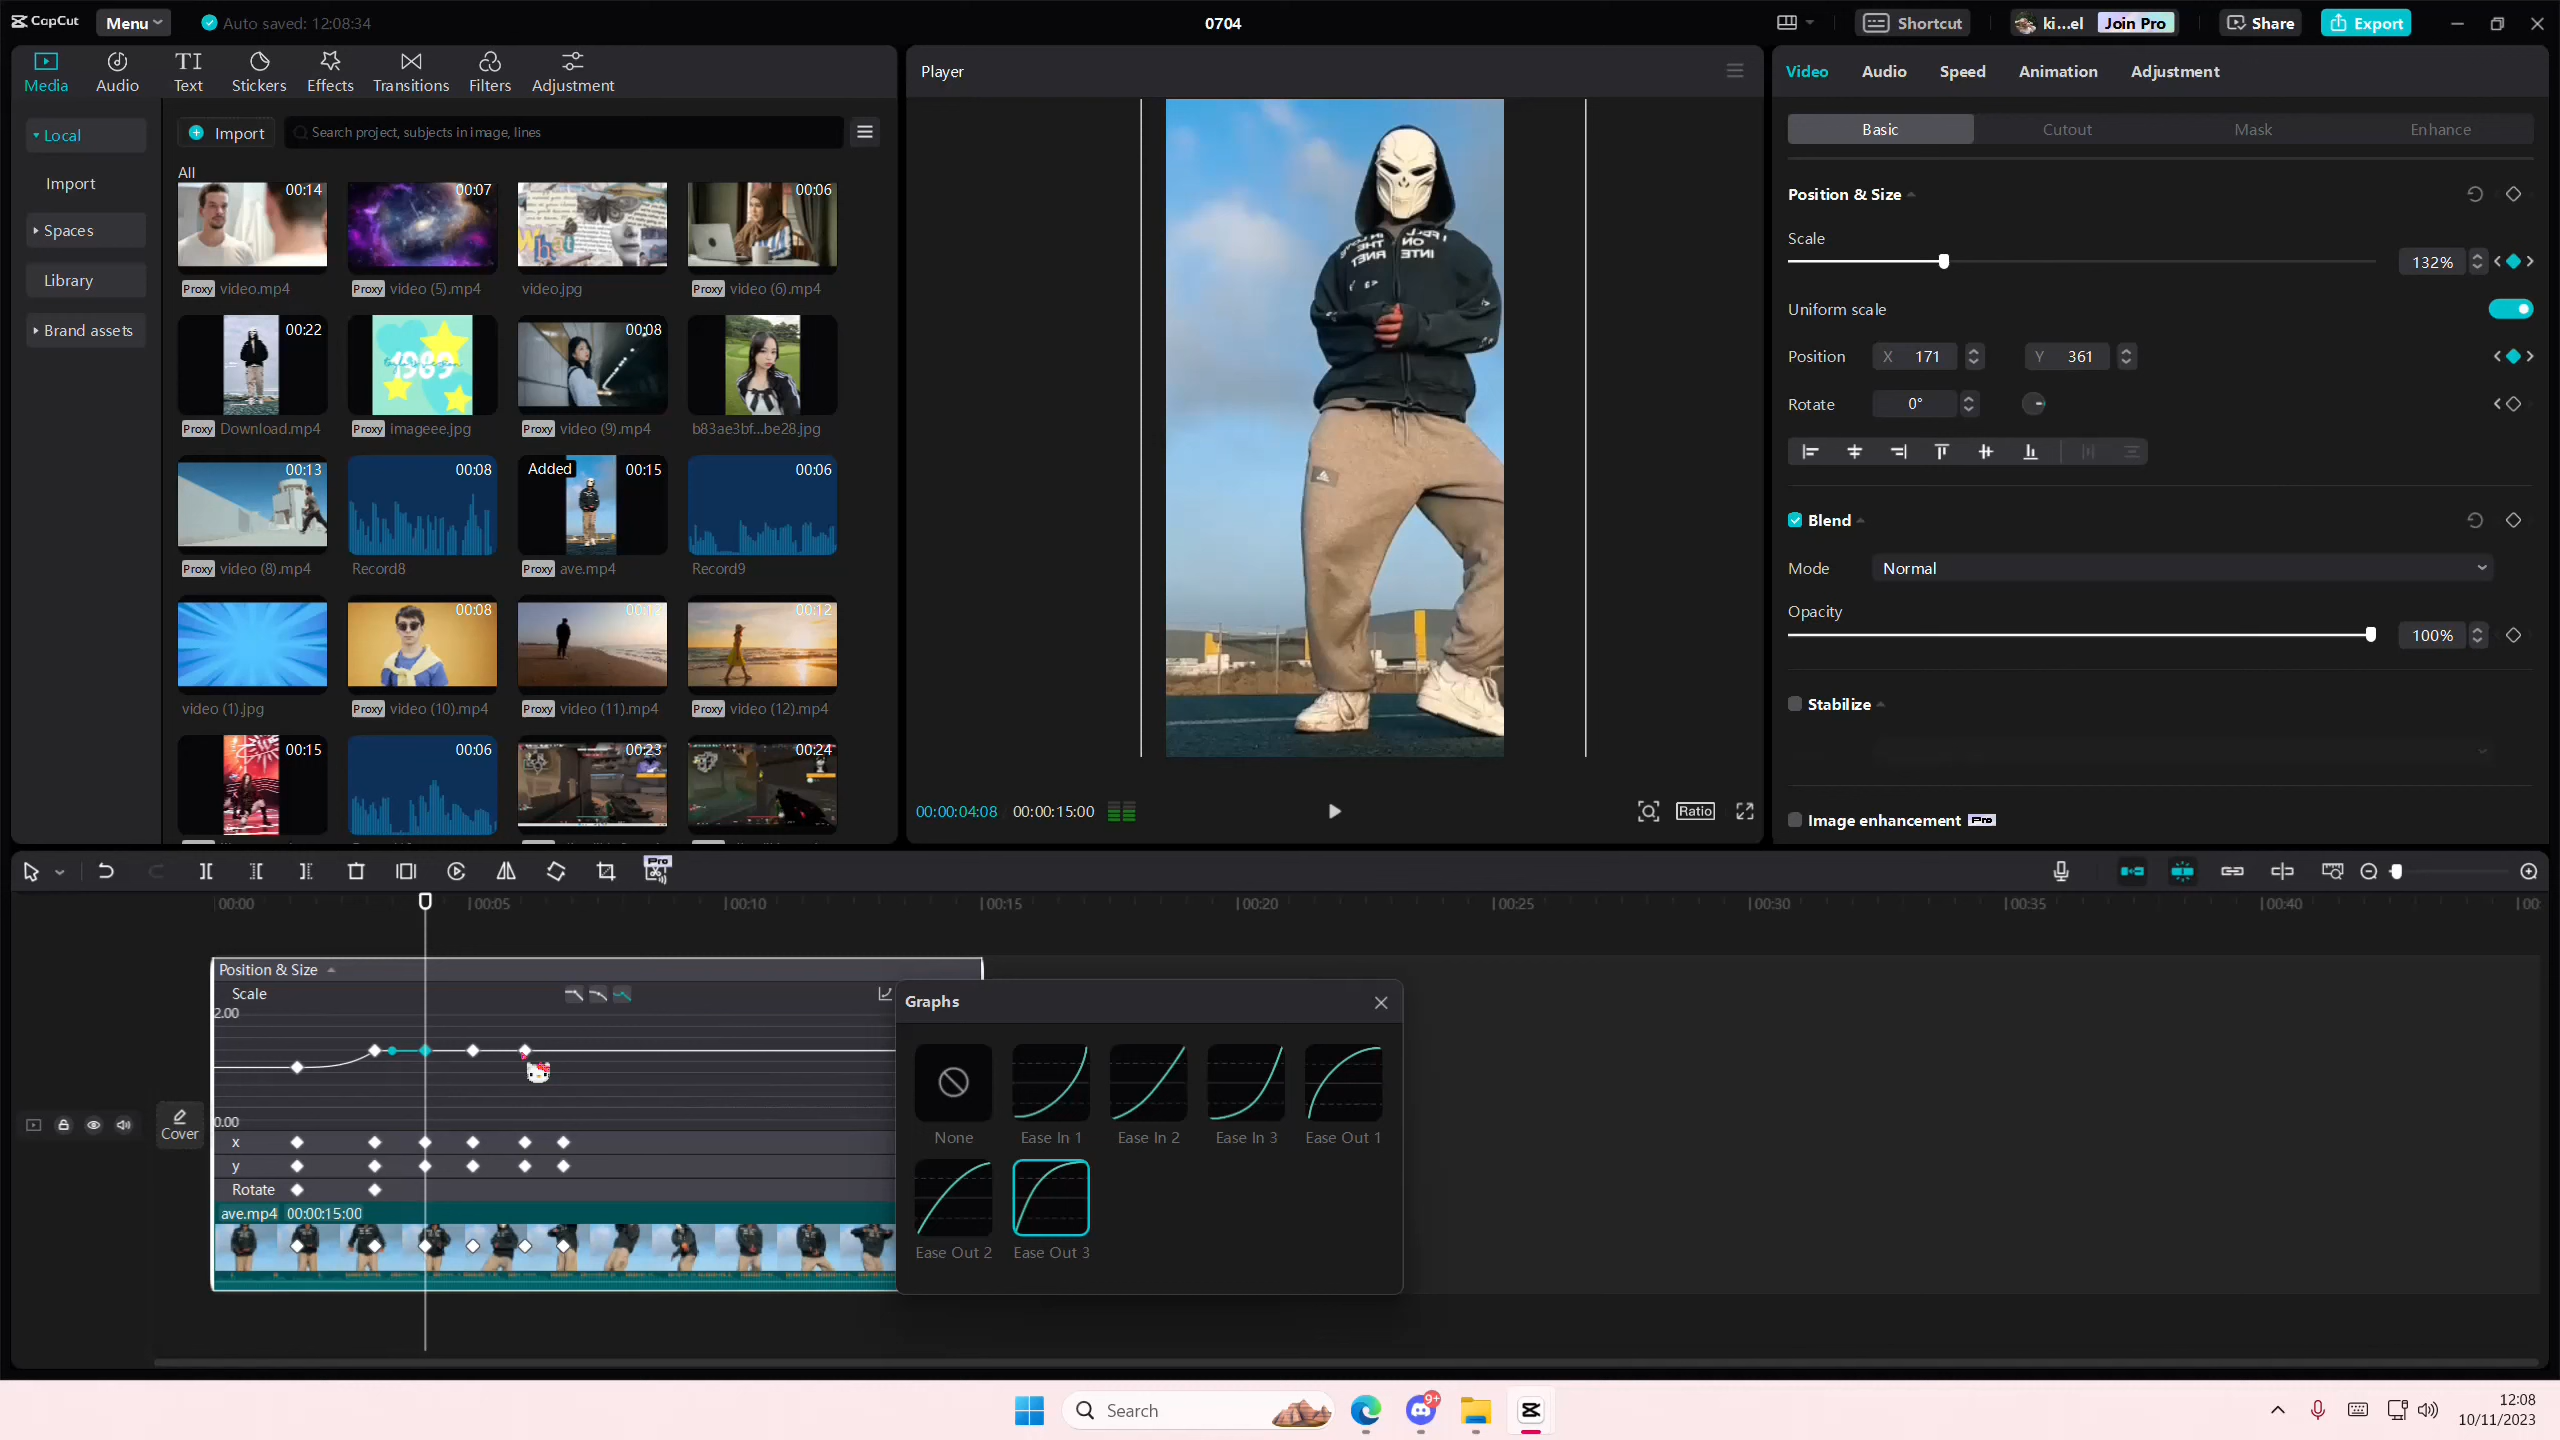 CapCut
Menu
Auto saved: 12:08:34
0704
Shortcut
ki...el
Join Pro
Share
Export
Media
Audio
Text
Stickers
Effects
Transitions
Filters
Adjustment
Player
Video
Audio
Speed
Animation
Adjustment
Local
Import
Spaces
Library
Brand assets
Import
Search project, subjects in image, lines
All
00:14
00:07
00:06
Proxy video.mp4
Proxy video (5).mp4
video.jpg
Proxy video (6).mp4
00:22
00:08
Proxy Download.mp4
Proxy Imageee.jpg
Proxy video (9).mp4
b83ae3bf...be28.jpg
00:13
00:08
Added
00:15
00:06
Proxy video (8).mp4
Record8
Proxy ave.mp4
Record9
00:08
00:12
video (1).jpg
Proxy video (10).mp4
Proxy video (11).mp4
Proxy video (12).mp4
00:15
00:06
00:23
00:24
00:00:04:08
00:00:15:00
Ratio
Basic
Cutout
Mask
Enhance
Position & Size
Scale
132%
Uniform scale
Position
X 171
Y 361
Rotate
0°
Blend
Mode
Normal
Opacity
100%
Stabilize
Image enhancement Pro
Pro
00:00
00:05
00:10
00:15
00:20
00:25
00:30
00:35
00:40
00:
Position & Size
Scale
2.00
0.00
x
y
Rotate
Cover
ave.mp4 00:00:15:00
Graphs
None
Ease In 1
Ease In 2
Ease In 3
Ease Out 1
Ease Out 2
Ease Out 3
Search
9+
12:08
10/11/2023